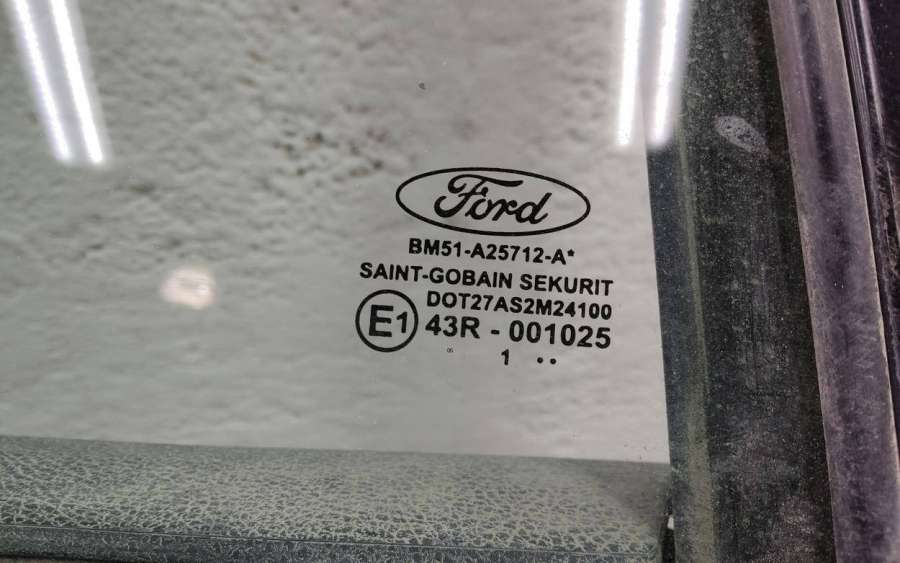 Ford
BM51-A25712-A*
SAINT-GOBAIN SEKURIT
DOT27AS2M24100
E1 43R - 001025
1 ••